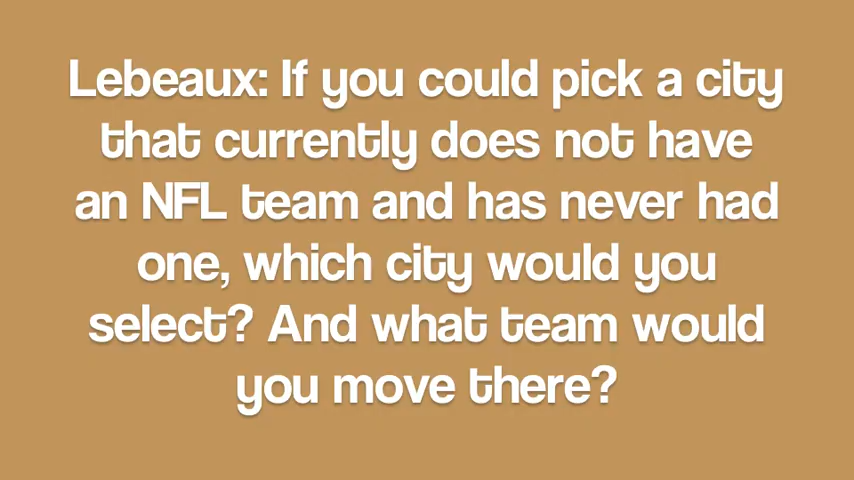 Lebeaux: If you could pick a city
that currently does not have
an NFL team and has never had
one, which city would you
select? And what team would
you move there?